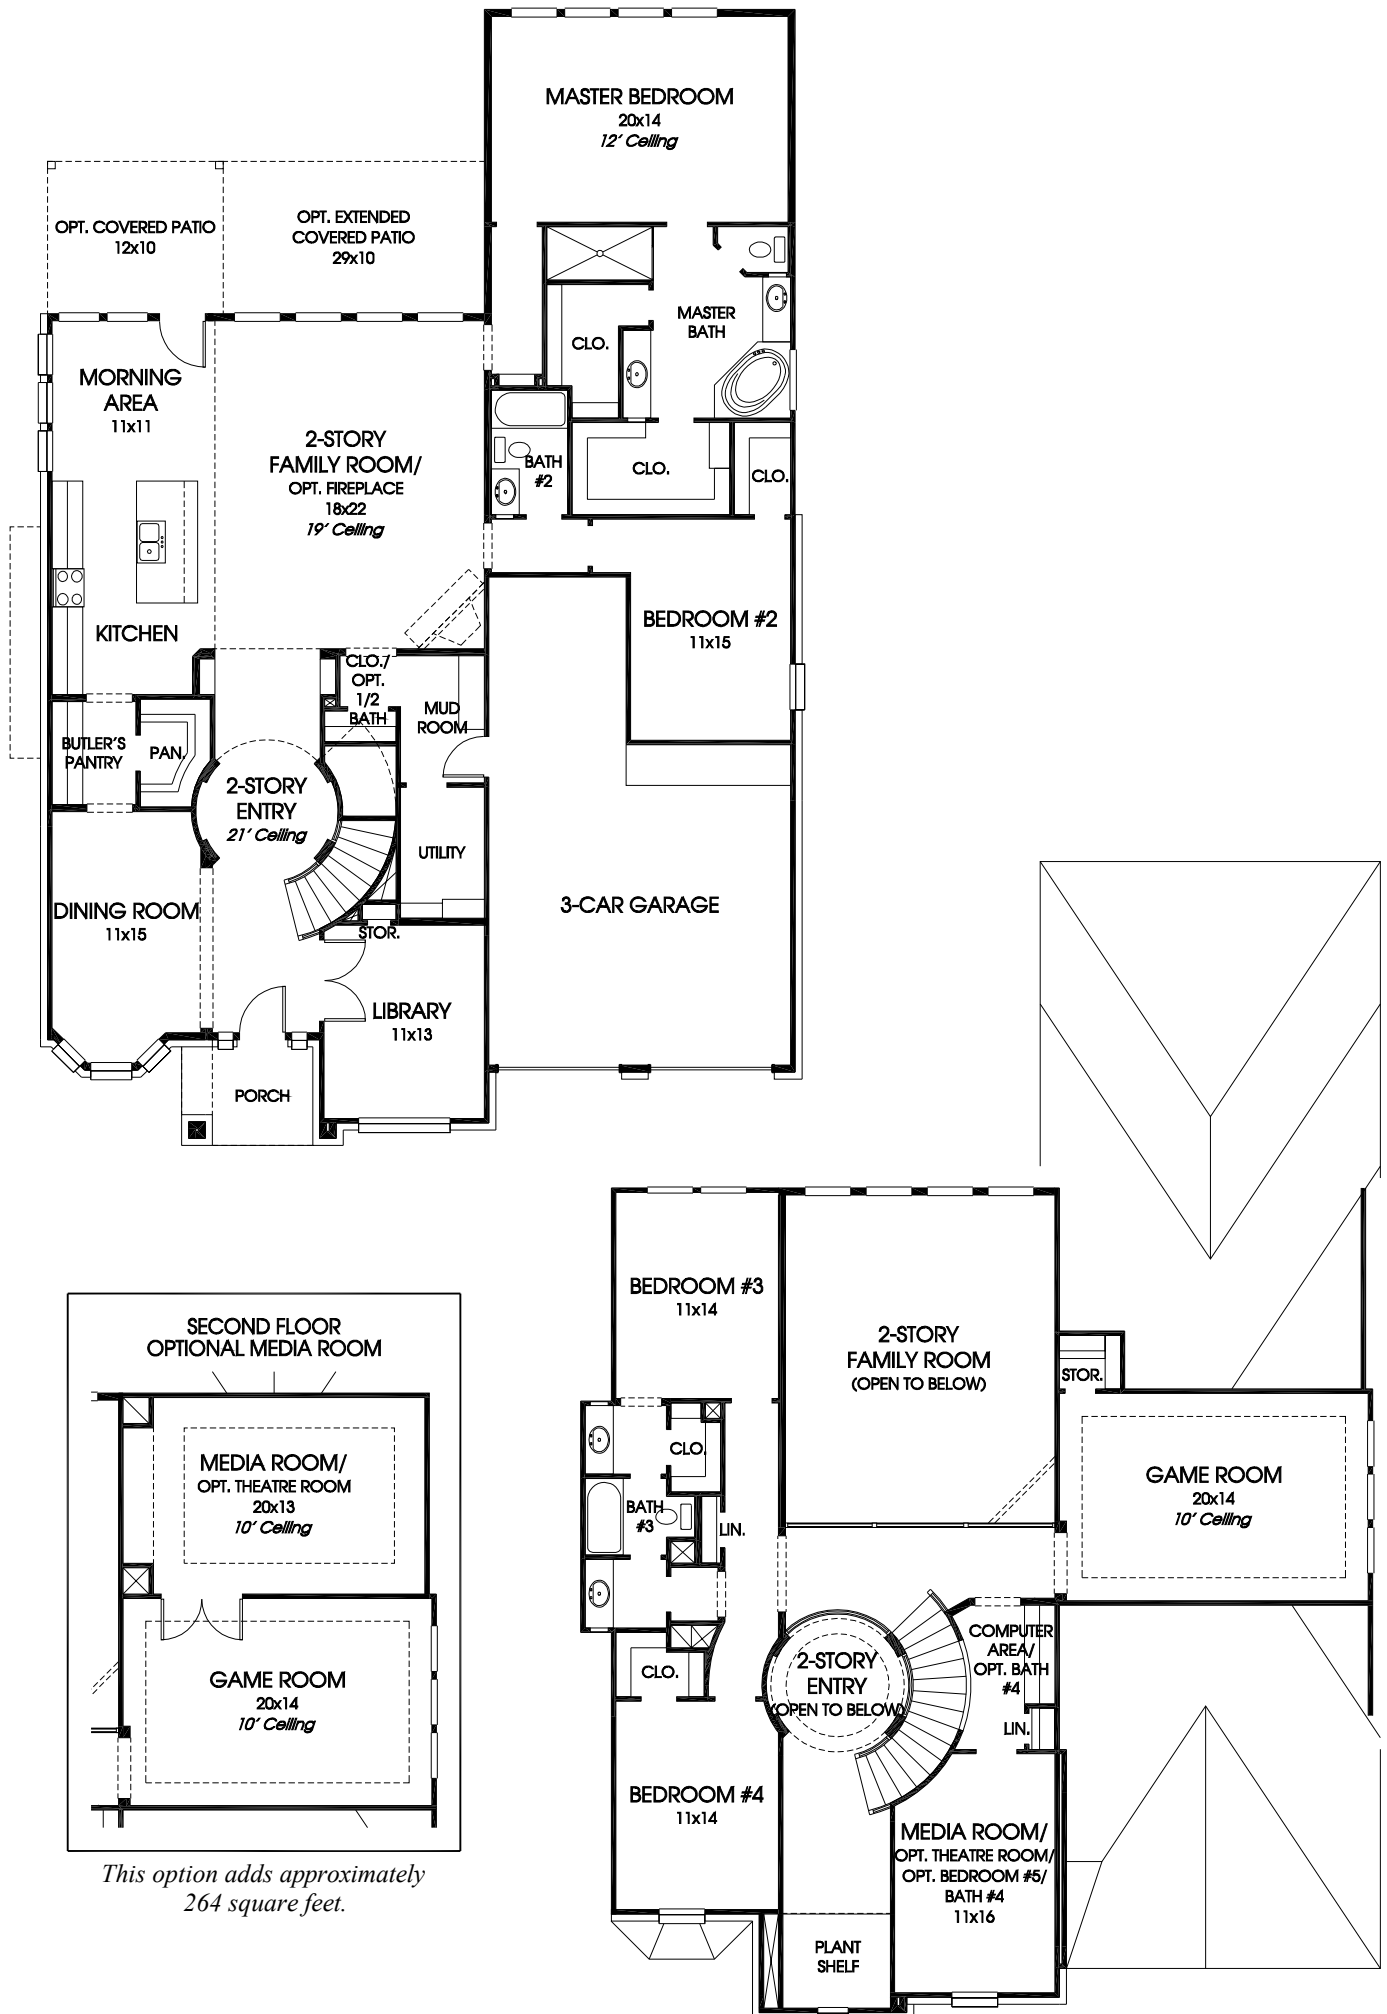 MASTER BEDROOM
20x14
12' Ceiling
OPT. COVERED PATIO
12x10
OPT. EXTENDED
COVERED PATIO
29x10
MASTER
BATH
CLO.
MORNING
AREA
11x11
2-STORY
FAMILY ROOM/
OPT. FIREPLACE
18x22
19' Ceiling
BATH
#2
CLO.
CLO.
KITCHEN
BEDROOM #2
11x15
CLO./
OPT.
1/2
BATH
MUD
ROOM
BUTLER'S
PANTRY
PAN.
2-STORY
ENTRY
21' Ceiling
UTILITY
DINING ROOM
11x15
STOR.
3-CAR GARAGE
LIBRARY
11x13
PORCH
BEDROOM #3
11x14
2-STORY
FAMILY ROOM
(OPEN TO BELOW)
STOR.
CLO.
GAME ROOM
20x14
10' Ceiling
BATH
#3
LIN.
COMPUTER
AREA/
OPT. BATH
#4
2-STORY
ENTRY
(OPEN TO BELOW)
CLO.
LIN.
BEDROOM #4
11x14
MEDIA ROOM/
OPT. THEATRE ROOM/
OPT. BEDROOM #5/
BATH #4
11x16
PLANT
SHELF
SECOND FLOOR
OPTIONAL MEDIA ROOM
MEDIA ROOM/
OPT. THEATRE ROOM
20x13
10' Ceiling
GAME ROOM
20x14
10' Ceiling
This option adds approximately
264 square feet.